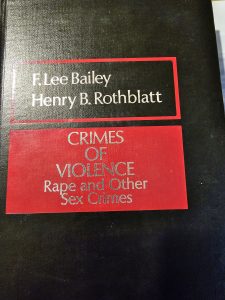 F. Lee Bailey
Henry B. Rothblatt
CRIMES
OF
VIOLENCE
Rape and Other
Sex Crimes